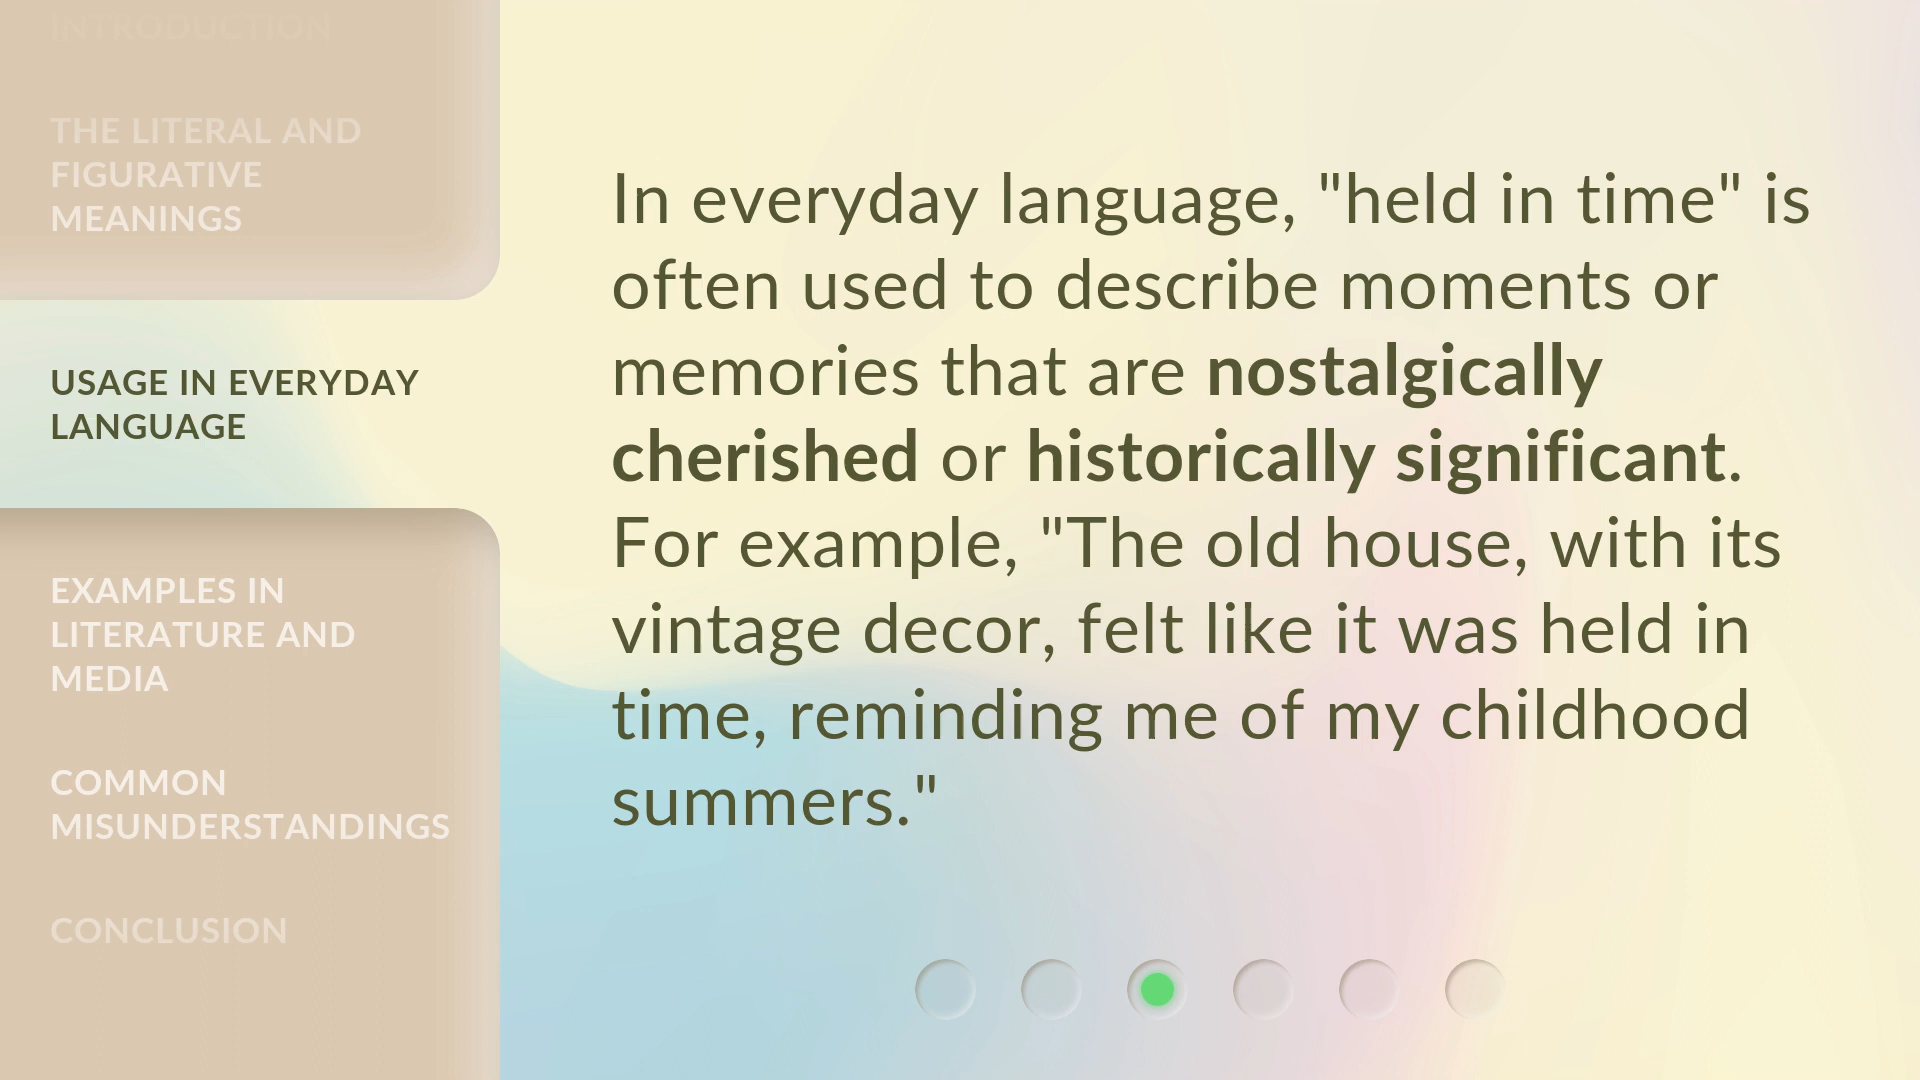 INTRODUCTION
THE LITERAL AND
FIGURATIVE
MEANINGS
USAGE IN EVERYDAY
LANGUAGE
EXAMPLES IN
LITERATURE AND
MEDIA
COMMON
MISUNDERSTANDINGS
CONCLUSION
In everyday language, "held in time" is
often used to describe moments or
memories that are nostalgically
cherished or historically significant.
For example, "The old house, with its
vintage decor, felt like it was held in
time, reminding me of my childhood
summers."